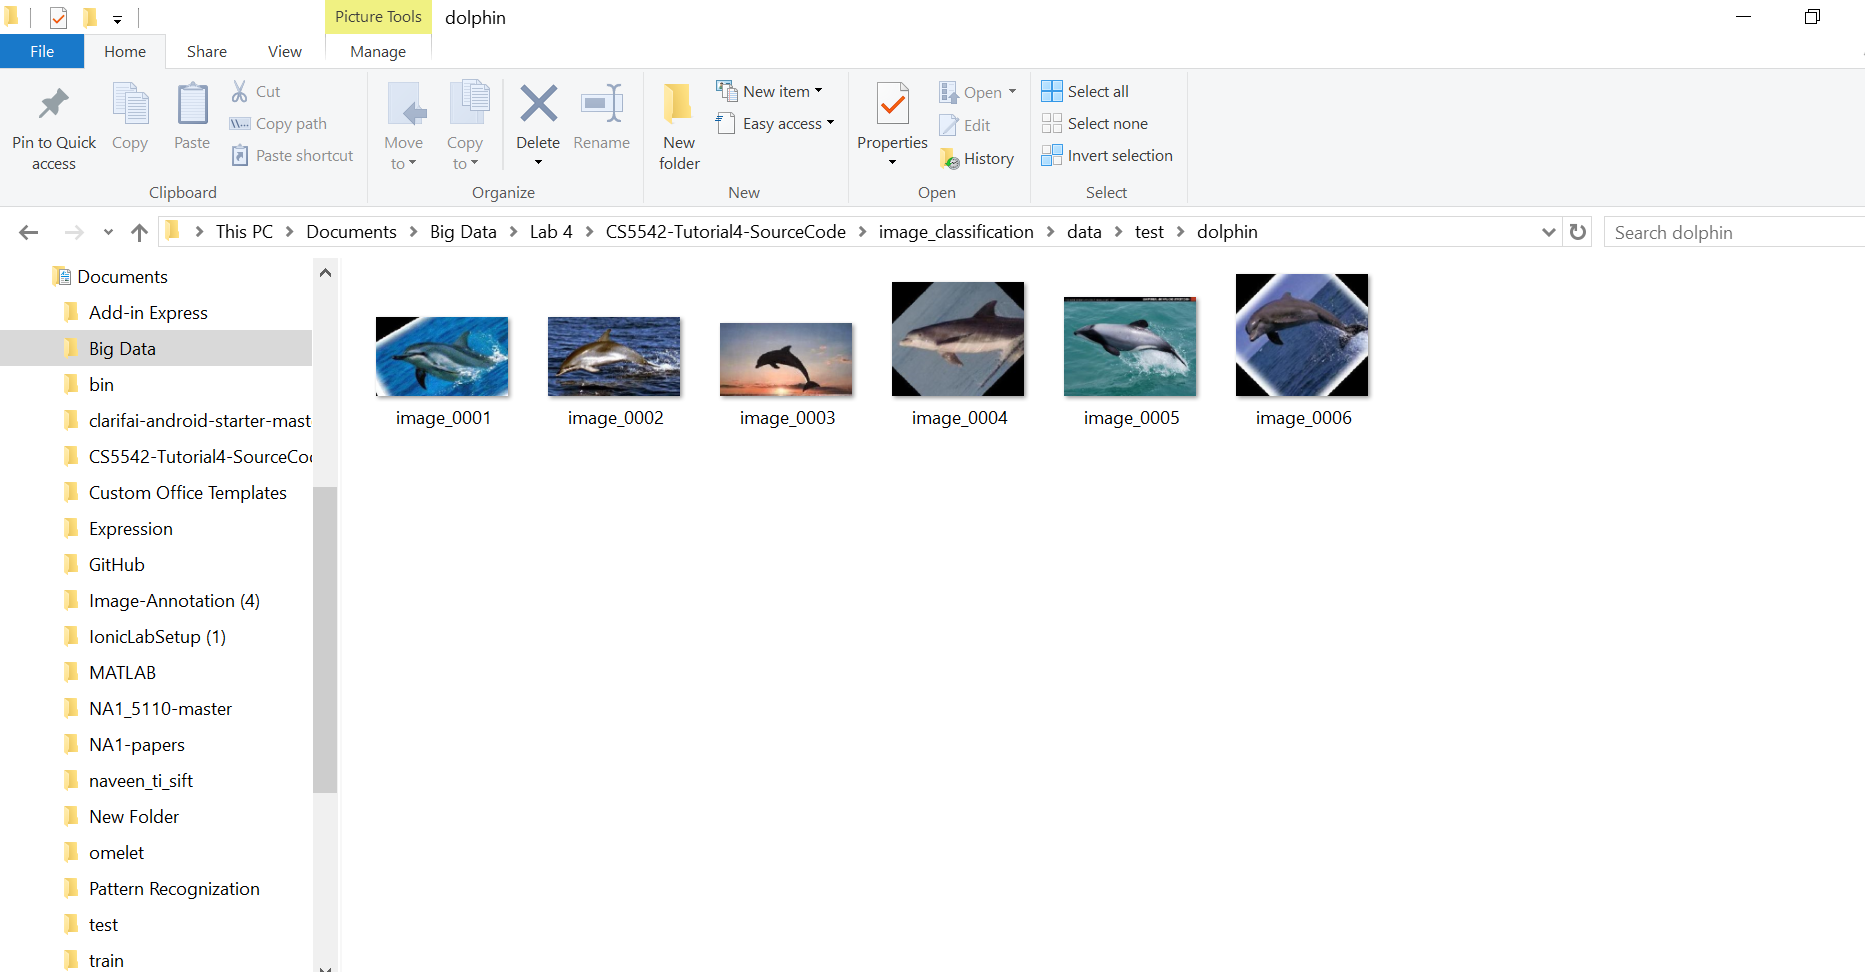 Picture Tools
dolphin
File
Home
Share
View
Manage
Pin to Quick access
Copy
Paste
Cut
Copy path
Paste shortcut
Clipboard
Move to
Copy to
Delete
Rename
Organize
New folder
New item
Easy access
New
Properties
Open
Edit
History
Open
Select all
Select none
Invert selection
Select
This PC > Documents > Big Data > Lab 4 > CS5542-Tutorial4-SourceCode > image_classification > data > test > dolphin
Search dolphin
Documents
Add-in Express
Big Data
bin
clarifai-android-starter-mast
CS5542-Tutorial4-SourceCo
Custom Office Templates
Expression
GitHub
Image-Annotation (4)
IonicLabSetup (1)
MATLAB
NA1_5110-master
NA1-papers
naveen_ti_sift
New Folder
omelet
Pattern Recognization
test
train
image_0001
image_0002
image_0003
image_0004
image_0005
image_0006